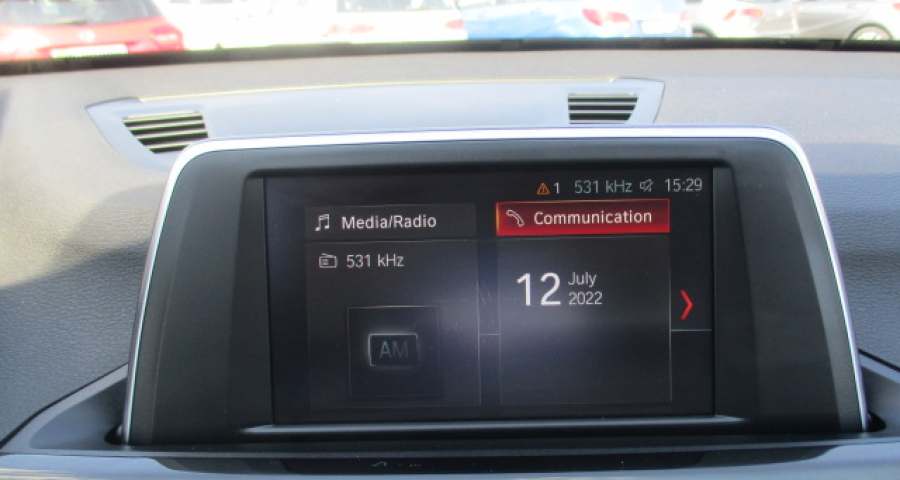 1 531 kHz 15:29
Media/Radio
Communication
531 kHz
AM
12 July
2022